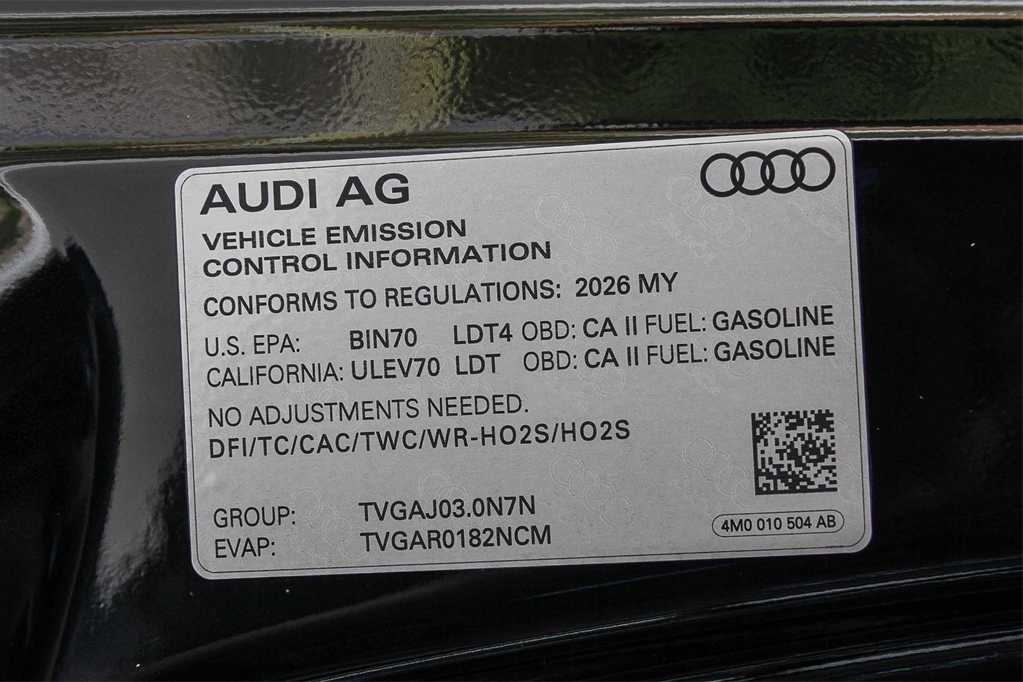 AUDI AG
VEHICLE EMISSION
CONTROL INFORMATION
CONFORMS TO REGULATIONS: 2026 MY
U.S. EPA: BIN70 LDT4 OBD: CA II FUEL: GASOLINE
CALIFORNIA: ULEV70 LDT OBD: CA II FUEL: GASOLINE
NO ADJUSTMENTS NEEDED.
DFI/TC/CAC/TWC/WR-HO2S/HO2S
GROUP: TVGAJ03.0N7N
EVAP: TVGAR0182NCM
4M0 010 504 AB